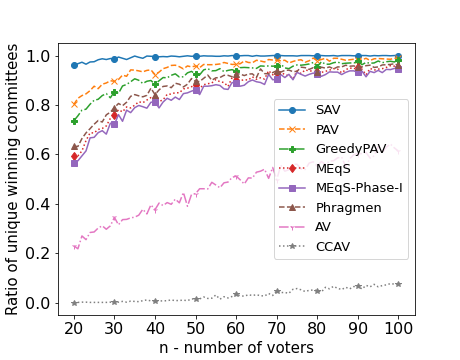 Ratio of unique winning committees
1.0
0.8
0.6
0.4
0.2
0.0
SAV
PAV
GreedyPAV
MEqS
MEqS-Phase-I
Phragmen
AV
CCAV
20 30 40 50 60 70 80 90 100
n - number of voters